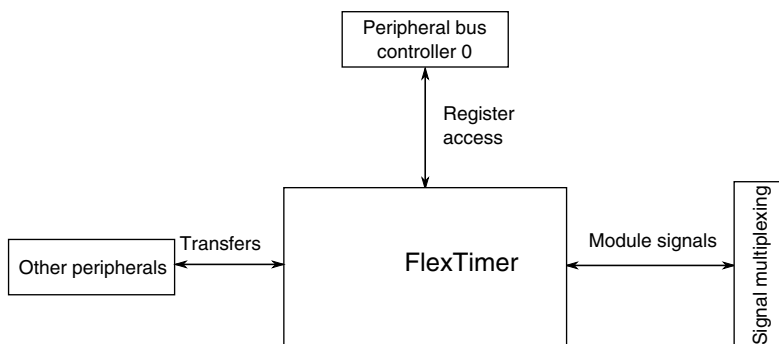 Peripheral bus
controller 0
Register
access
Transfers
Other peripherals
FlexTimer
Module signals
Signal multiplexing